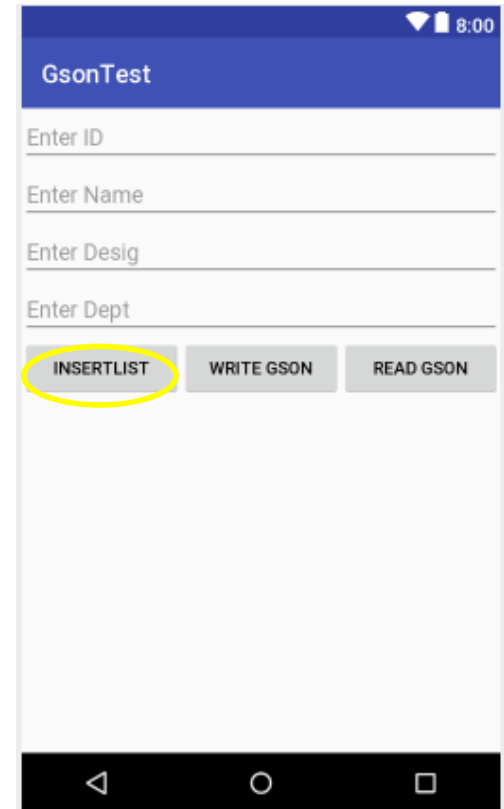 8:00
GsonTest
Enter ID
Enter Name
Enter Desig
Enter Dept
INSERTLIST WRITE GSON READ GSON